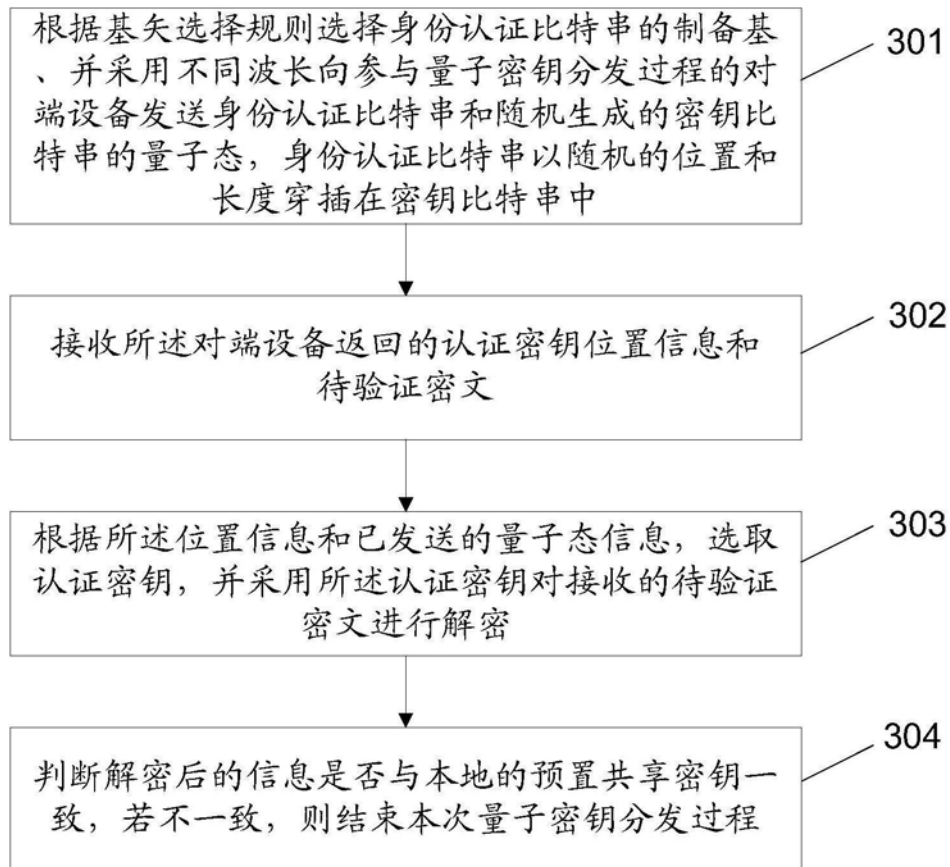 根据基矢选择规则选择身份认证比特串的制备基
、并采用不同波长向参与量子密钥分发过程的对
端设备发送身份认证比特串和随机生成的密钥比
特串的量子态，身份认证比特串以随机的位置和
长度穿插在密钥比特串中
301
接收所述对端设备返回的认证密钥位置信息和
待验证密文
302
根据所述位置信息和已发送的量子态信息，选取
认证密钥，并采用所述认证密钥对接收的待验证
密文进行解密
303
判断解密后的信息是否与本地的预置共享密钥一
致，若不一致，则结束本次量子密钥分发过程
304